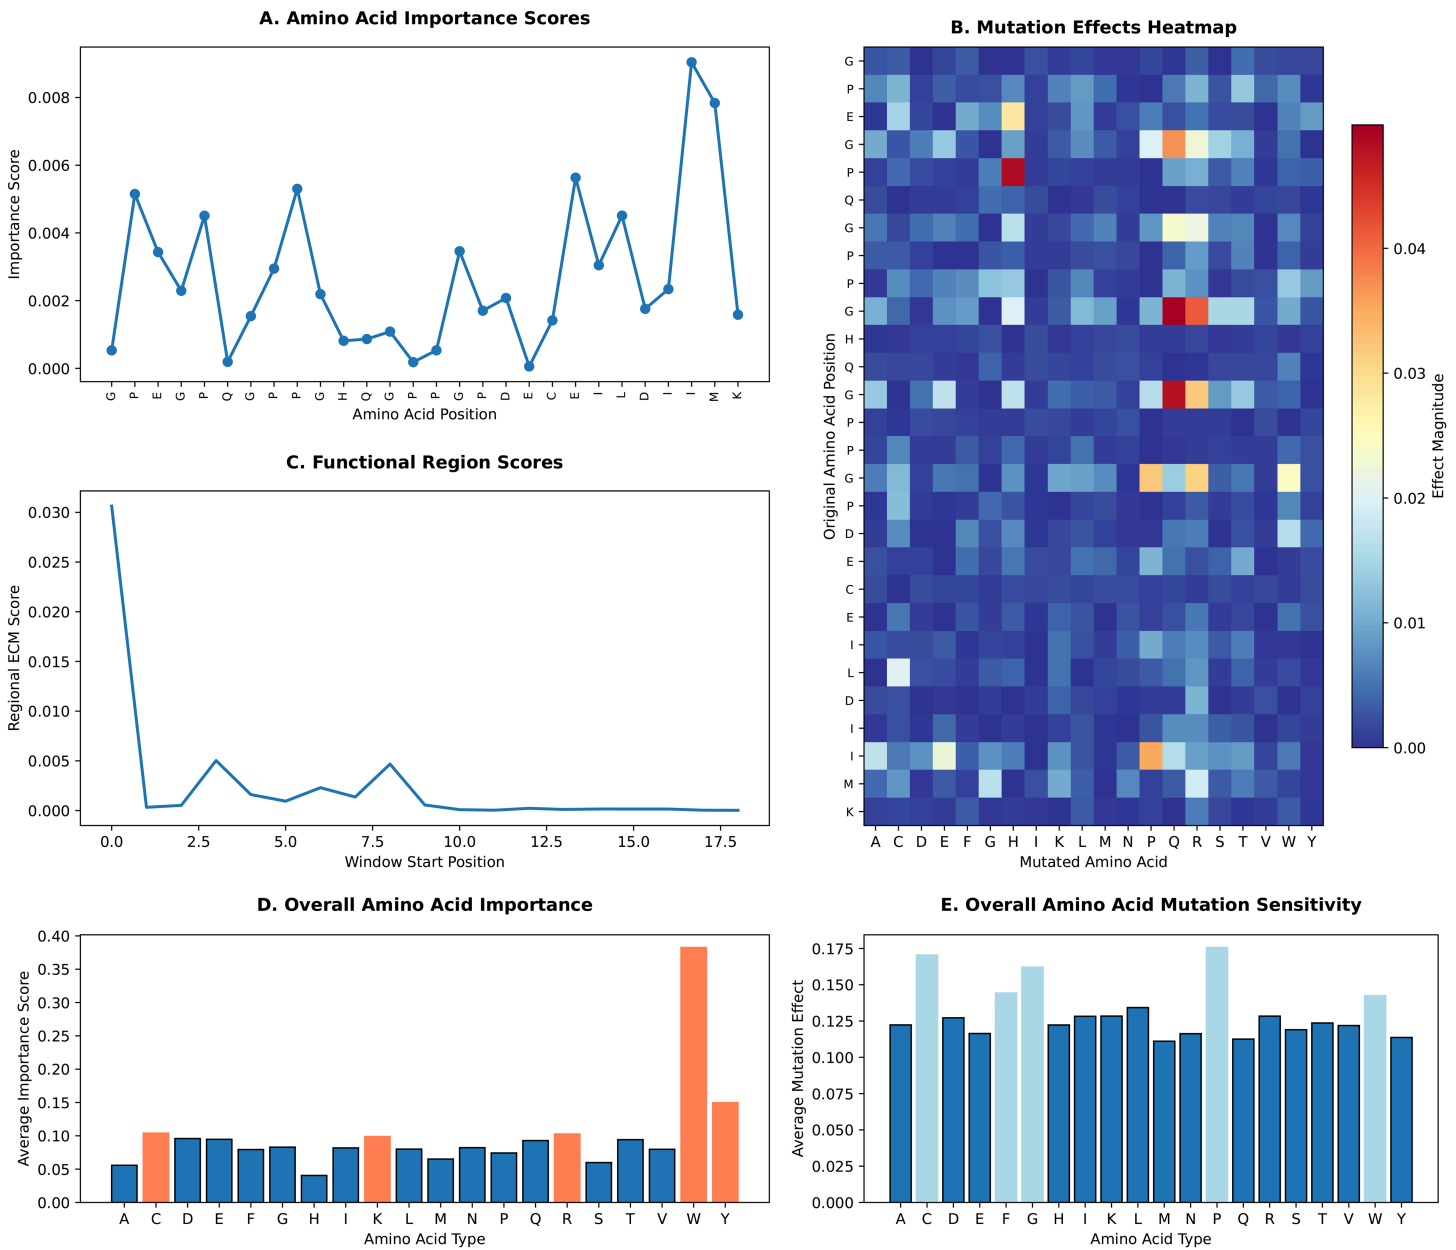 A. Amino Acid Importance Scores
Importance Score
0.008
0.006
0.004
0.002
0.000
G P E G P Q G P P G H Q G P P G P D E C E I L D I I M K
Amino Acid Position
B. Mutation Effects Heatmap
Original Amino Acid Position
G
P
E
G
P
Q
G
P
P
G
H
Q
G
P
P
G
P
D
E
C
E
I
L
D
I
I
M
K
A C D E F G H I K L M N P Q R S T V W Y
Mutated Amino Acid
0.04
0.03
0.02
0.01
0.00
Effect Magnitude
C. Functional Region Scores
Regional ECM Score
0.030
0.025
0.020
0.015
0.010
0.005
0.000
0.0 2.5 5.0 7.5 10.0 12.5 15.0 17.5
Window Start Position
D. Overall Amino Acid Importance
Average Importance Score
0.40
0.35
0.30
0.25
0.20
0.15
0.10
0.05
0.00
A C D E F G H I K L M N P Q R S T V W Y
Amino Acid Type
E. Overall Amino Acid Mutation Sensitivity
Average Mutation Effect
0.175
0.150
0.125
0.100
0.075
0.050
0.025
0.000
A C D E F G H I K L M N P Q R S T V W Y
Amino Acid Type